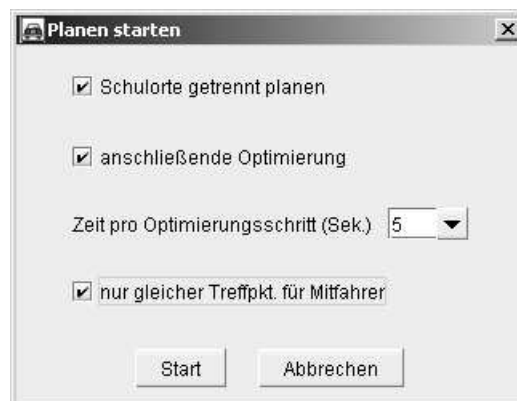 Planen starten
Schulorte getrennt planen
anschließende Optimierung
Zeit pro Optimierungsschritt (Sek.) 5
nur gleicher Treffpkt. für Mitfahrer
Start Abbrechen